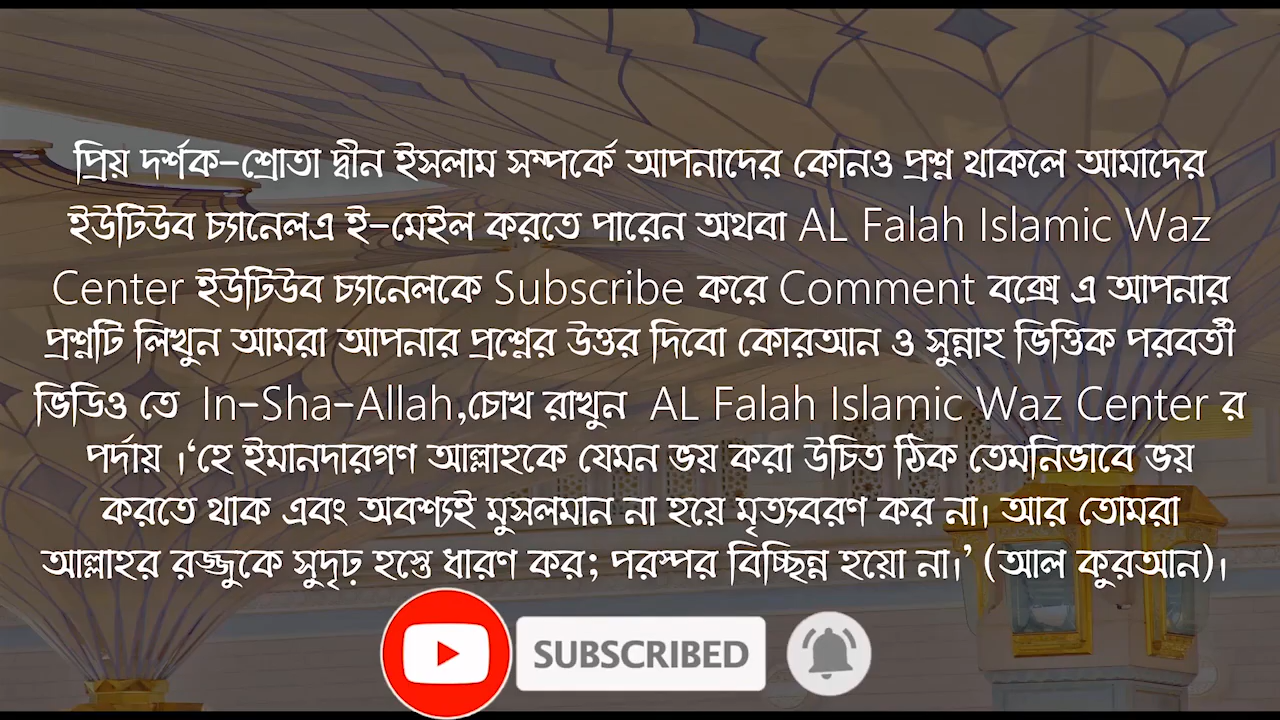 প্রিয় দর্শক-শ্রোতা দ্বীন ইসলাম সম্পর্কে আপনাদের কোনও প্রশ্ন থাকলে আমাদের
ইউটিউব চ্যানেলএ ই-মেইল করতে পারেন অথবা AL Falah Islamic Waz
Center ইউটিউব চ্যানেলকে Subscribe করে Comment বক্সে এ আপনার
প্রশ্নটি লিখুন আমরা আপনার প্রশ্নের উত্তর দিবো কোরআন ও সুন্নাহ ভিত্তিক পরবর্তী
ভিডিও তে In-Sha-Allah,চোখ রাখুন AL Falah Islamic Waz Center র
পর্দায় ।‘হে ইমানদারগণ আল্লাহকে যেমন ভয় করা উচিত ঠিক তেমনিভাবে ভয়
করতে থাক এবং অবশ্যই মুসলমান না হয়ে মৃত্যবরণ কর না। আর তোমরা
আল্লাহর রজ্জুকে সুদৃঢ় হস্তে ধারণ কর; পরস্পর বিচ্ছিন্ন হয়ো না।’ (আল কুরআন)।
SUBSCRIBED